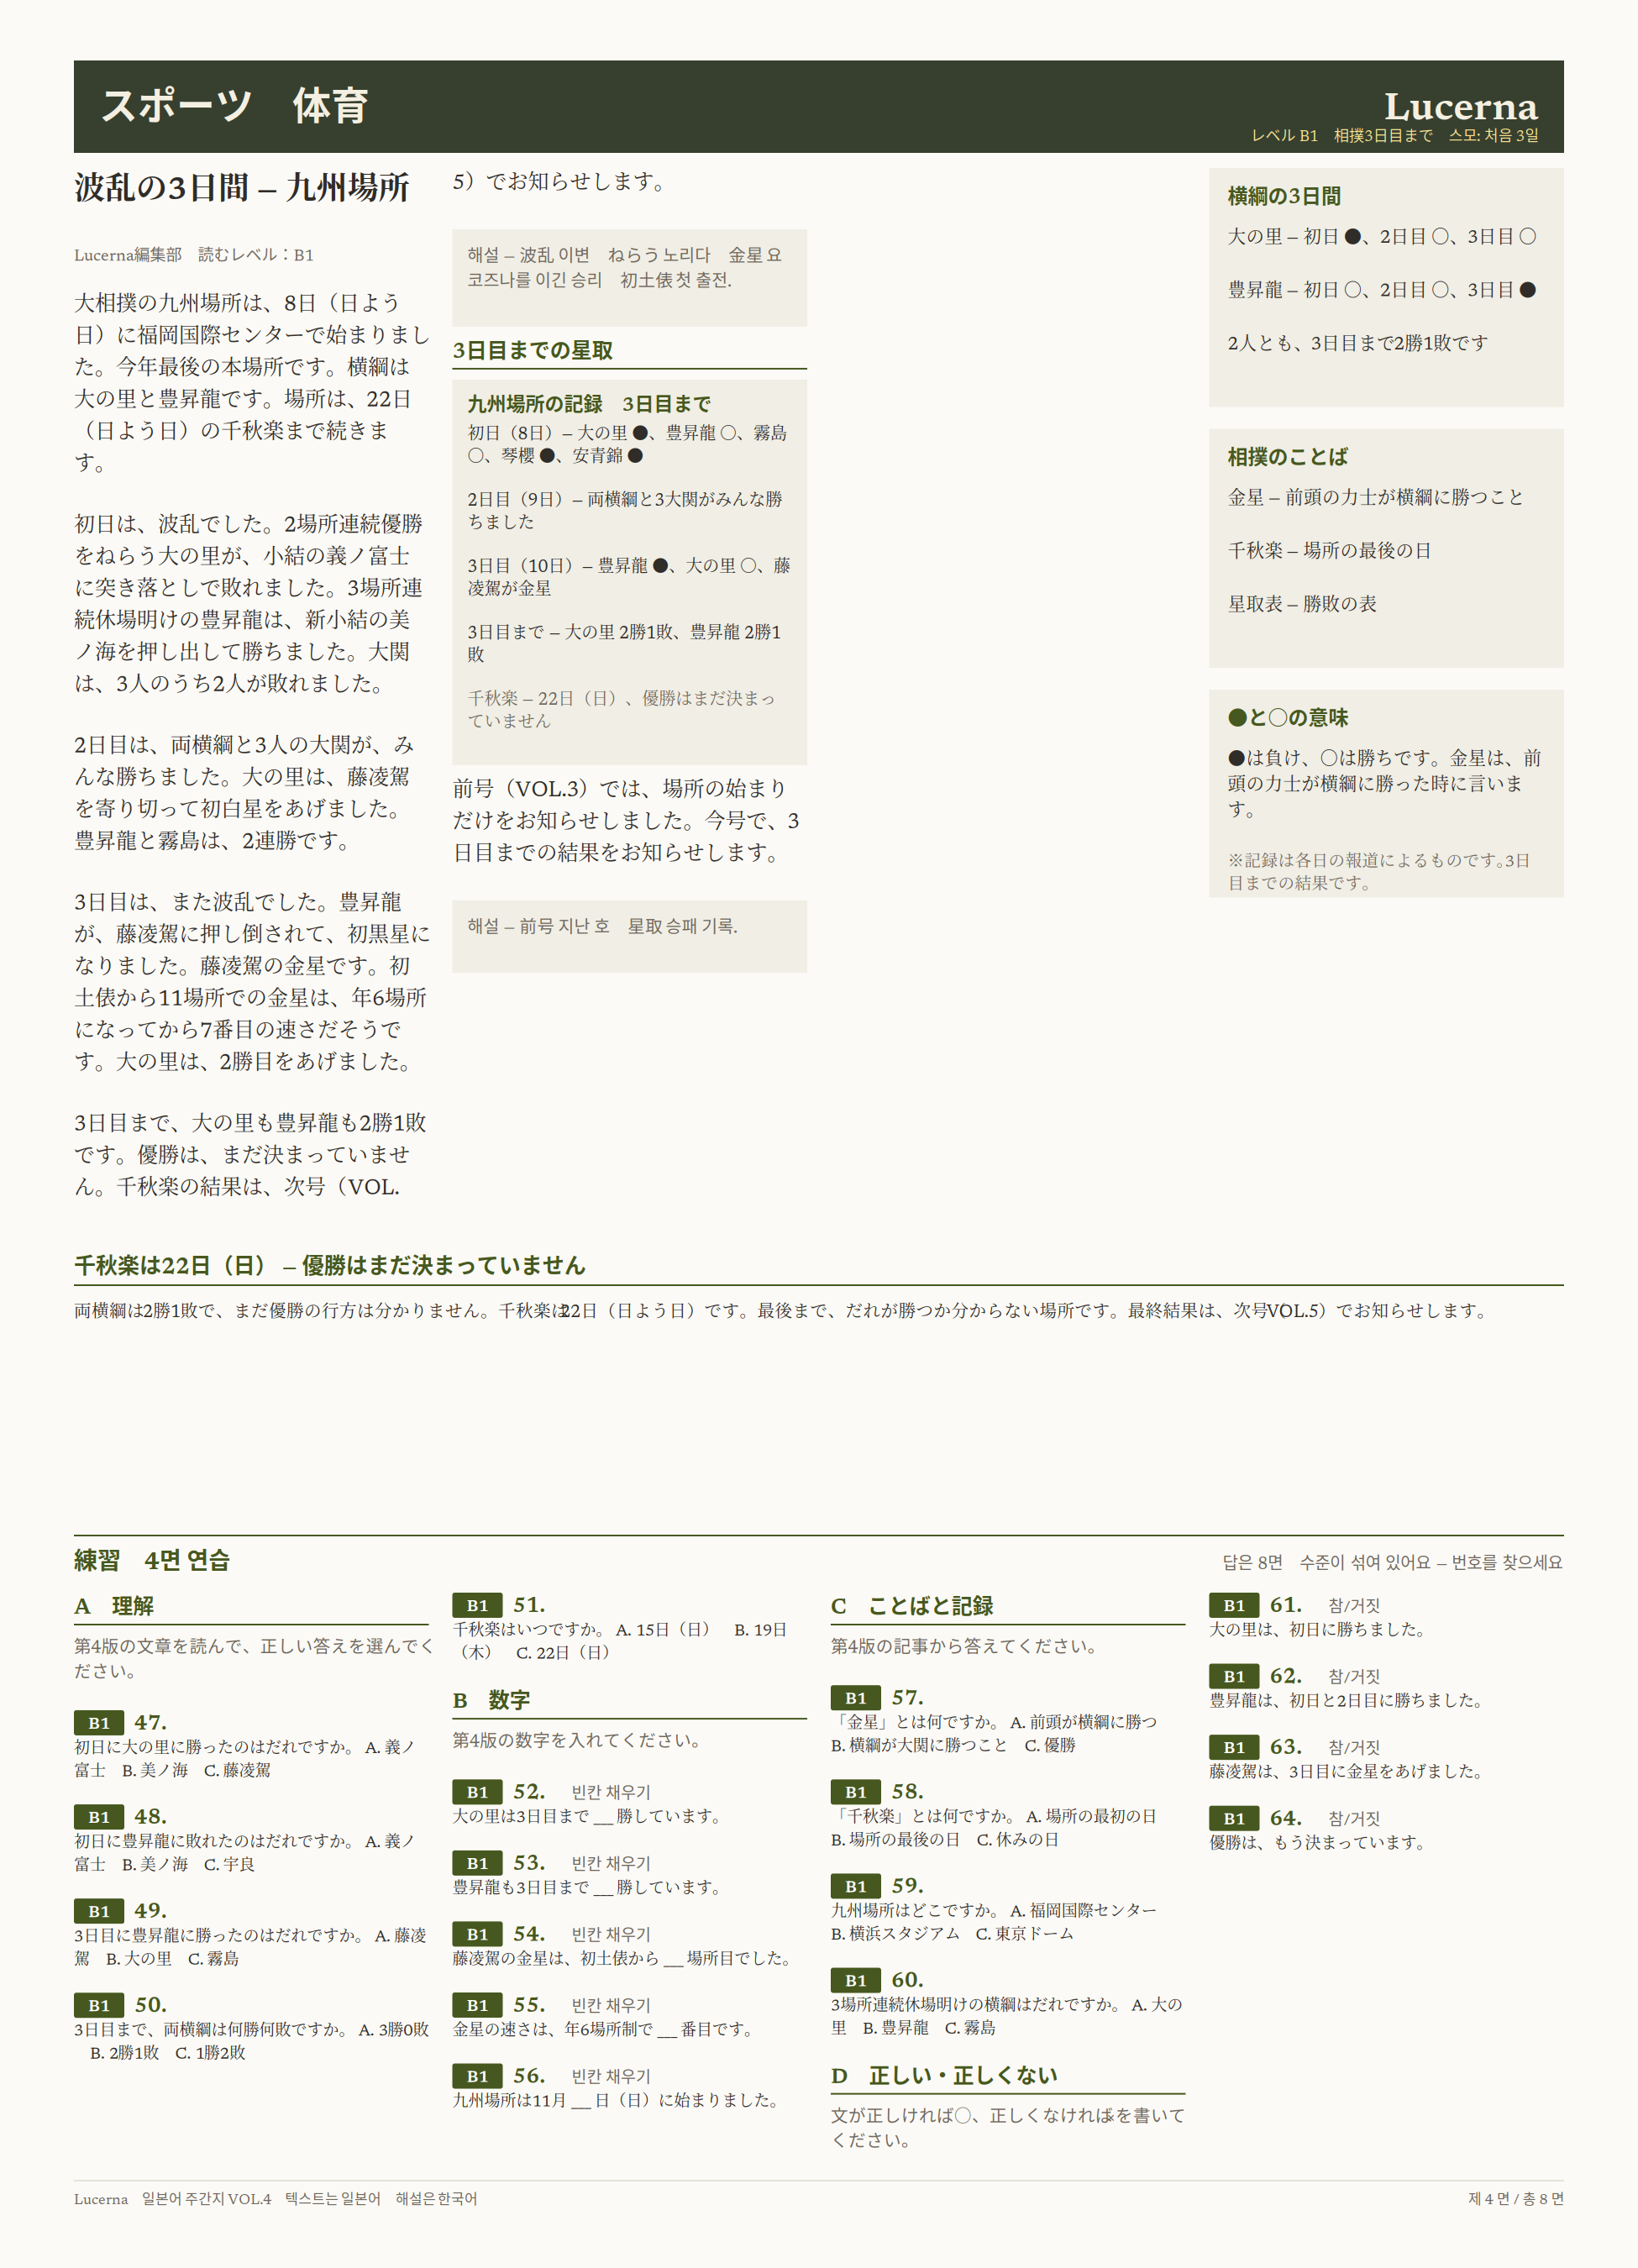 スポーツ　体育
Lucerna
レベル B1　相撲3日目まで　스모: 처음 3일
波乱の3日間 – 九州場所
Lucerna編集部　読むレベル：B1
大相撲の九州場所は、8日（日よう
日）に福岡国際センターで始まりまし
た。今年最後の本場所です。横綱は
大の里と豊昇龍です。場所は、22日
（日よう日）の千秋楽まで続きま
す。
初日は、波乱でした。2場所連続優勝
をねらう大の里が、小結の義ノ富士
に突き落としで敗れました。3場所連
続休場明けの豊昇龍は、新小結の美
ノ海を押し出して勝ちました。大関
は、3人のうち2人が敗れました。
2日目は、両横綱と3人の大関が、み
んな勝ちました。大の里は、藤凌駕
を寄り切って初白星をあげました。
豊昇龍と霧島は、2連勝です。
3日目は、また波乱でした。豊昇龍
が、藤凌駕に押し倒されて、初黒星に
なりました。藤凌駕の金星です。初
土俵から11場所での金星は、年6場所
になってから7番目の速さだそうで
す。大の里は、2勝目をあげました。
3日目まで、大の里も豊昇龍も2勝1敗
です。優勝は、まだ決まっていませ
ん。千秋楽の結果は、次号（VOL.
5）でお知らせします。
해설 – 波乱 이변　ねらう 노리다　金星 요
코즈나를 이긴 승리　初土俵 첫 출전.
3日目までの星取
九州場所の記録　3日目まで
初日（8日）– 大の里 ●、豊昇龍 〇、霧島
〇、琴櫻 ●、安青錦 ●
2日目（9日）– 両横綱と3大関がみんな勝
ちました
3日目（10日）– 豊昇龍 ●、大の里 〇、藤
凌駕が金星
3日目まで – 大の里 2勝1敗、豊昇龍 2勝1
敗
千秋楽 – 22日（日）、優勝はまだ決まっ
ていません
前号（VOL.3）では、場所の始まり
だけをお知らせしました。今号で、3
日目までの結果をお知らせします。
해설 – 前号 지난 호　星取 승패 기록.
横綱の3日間
大の里 – 初日 ●、2日目 〇、3日目 〇
豊昇龍 – 初日 〇、2日目 〇、3日目 ●
2人とも、3日目まで2勝1敗です
相撲のことば
金星 – 前頭の力士が横綱に勝つこと
千秋楽 – 場所の最後の日
星取表 – 勝敗の表
●と〇の意味
●は負け、〇は勝ちです。金星は、前
頭の力士が横綱に勝った時に言いま
す。
※記録は各日の報道によるものです。3日
目までの結果です。
千秋楽は22日（日） – 優勝はまだ決まっていません
両横綱は2勝1敗で、まだ優勝の行方は分かりません。千秋楽は22日（日よう日）です。最後まで、だれが勝つか分からない場所です。最終結果は、次号（VOL.5）でお知らせします。
練習　4면 연습
답은 8면　수준이 섞여 있어요 – 번호를 찾으세요
A　理解
第4版の文章を読んで、正しい答えを選んでく
ださい。
B1 47.
初日に大の里に勝ったのはだれですか。 A. 義ノ
富士　B. 美ノ海　C. 藤凌駕
B1 48.
初日に豊昇龍に敗れたのはだれですか。 A. 義ノ
富士　B. 美ノ海　C. 宇良
B1 49.
3日目に豊昇龍に勝ったのはだれですか。 A. 藤凌
駕　B. 大の里　C. 霧島
B1 50.
3日目まで、両横綱は何勝何敗ですか。 A. 3勝0敗
B. 2勝1敗　C. 1勝2敗
B1 51.
千秋楽はいつですか。 A. 15日（日）　B. 19日
（木）　C. 22日（日）
B　数字
第4版の数字を入れてください。
B1 52.　빈칸 채우기
大の里は3日目まで ___ 勝しています。
B1 53.　빈칸 채우기
豊昇龍も3日目まで ___ 勝しています。
B1 54.　빈칸 채우기
藤凌駕の金星は、初土俵から ___ 場所目でした。
B1 55.　빈칸 채우기
金星の速さは、年6場所制で ___ 番目です。
B1 56.　빈칸 채우기
九州場所は11月 ___ 日（日）に始まりました。
C　ことばと記録
第4版の記事から答えてください。
B1 57.
「金星」とは何ですか。 A. 前頭が横綱に勝つ
B. 横綱が大関に勝つこと　C. 優勝
B1 58.
「千秋楽」とは何ですか。 A. 場所の最初の日
B. 場所の最後の日　C. 休みの日
B1 59.
九州場所はどこですか。 A. 福岡国際センター
B. 横浜スタジアム　C. 東京ドーム
B1 60.
3場所連続休場明けの横綱はだれですか。 A. 大の
里　B. 豊昇龍　C. 霧島
D　正しい・正しくない
文が正しければ〇、正しくなければ×を書いて
ください。
B1 61.　참/거짓
大の里は、初日に勝ちました。
B1 62.　참/거짓
豊昇龍は、初日と2日目に勝ちました。
B1 63.　참/거짓
藤凌駕は、3日目に金星をあげました。
B1 64.　참/거짓
優勝は、もう決まっています。
Lucerna　일본어 주간지 VOL.4　텍스트는 일본어　해설은 한국어
제 4 면 / 총 8 면